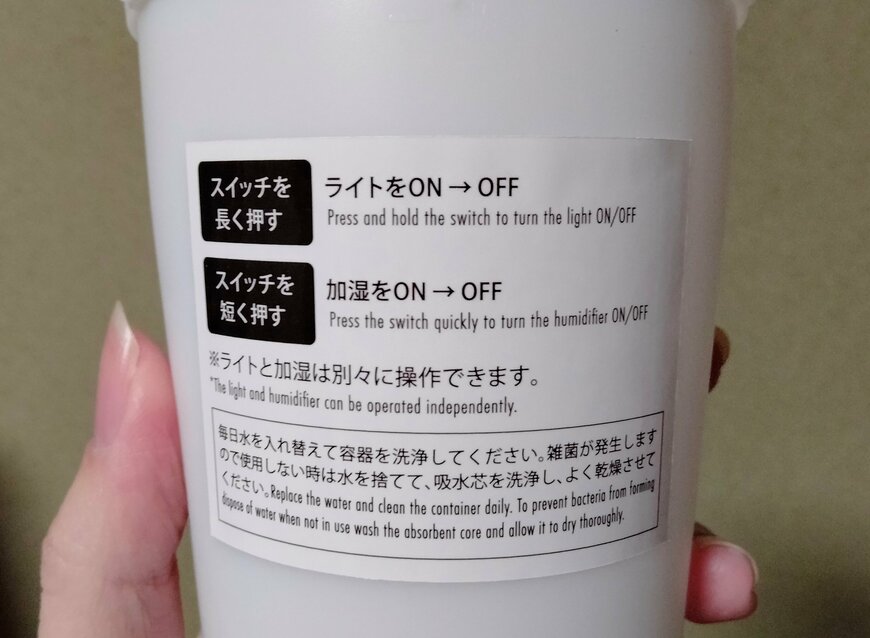 スイッチを
長く押す
ライトをON → OFF
Press and hold the switch to turn the light ON/OFF
スイッチを
短く押す
加湿をON → OFF
Press the switch quickly to turn the humidifier ON/OFF
※ライトと加湿は別々に操作できます。
*The light and humidifier can be operated independently.
毎日水を入れ替えて容器を洗浄してください。雑菌が発生します
ので使用しない時は水を捨てて、吸水芯を洗浄し、よく乾燥させて
ください。Replace the water and clean the container daily. To prevent bacteria from forming
dispose of water when not in use wash the absorbent core and allow it to dry thoroughly.